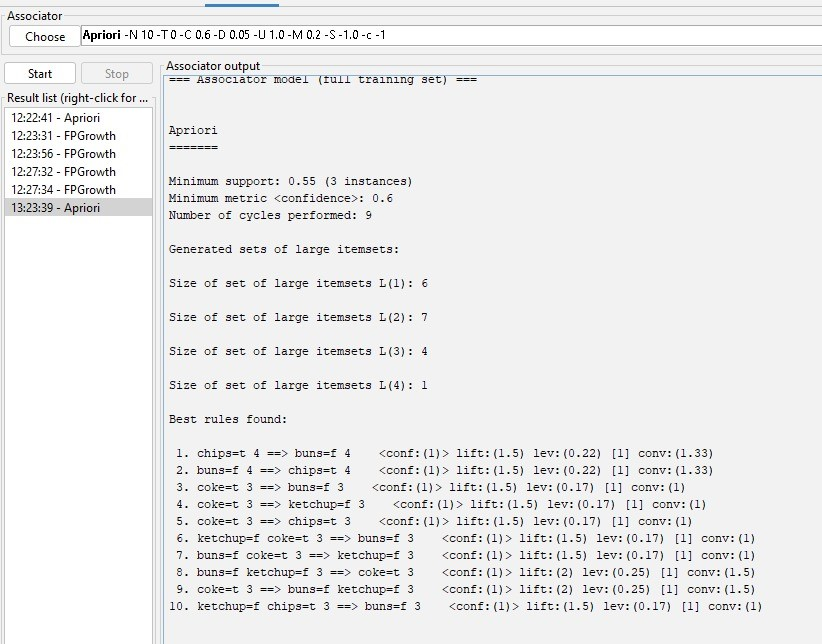 Associator
Choose Apriori -N 10 -T 0 -C 0.6 -D 0.05 -U 1.0 -M 0.2 -S -1.0 -c -1
Start Stop
Result list (right-click for ...
12:22:41 - Apriori
12:23:31 - FPGrowth
12:23:56 - FPGrowth
12:27:32 - FPGrowth
12:27:34 - FPGrowth
13:23:39 - Apriori
Associator output
=== Associator model (full training set) ===
Apriori
=======
Minimum support: 0.55 (3 instances)
Minimum metric <confidence>: 0.6
Number of cycles performed: 9
Generated sets of large itemsets:
Size of set of large itemsets L(1): 6
Size of set of large itemsets L(2): 7
Size of set of large itemsets L(3): 4
Size of set of large itemsets L(4): 1
Best rules found:
1. chips=t 4 ==> buns=f 4    <conf:(1)> lift:(1.5) lev:(0.22) [1] conv:(1.33)
2. buns=f 4 ==> chips=t 4    <conf:(1)> lift:(1.5) lev:(0.22) [1] conv:(1.33)
3. coke=t 3 ==> buns=f 3    <conf:(1)> lift:(1.5) lev:(0.17) [1] conv:(1)
4. coke=t 3 ==> ketchup=f 3    <conf:(1)> lift:(1.5) lev:(0.17) [1] conv:(1)
5. coke=t 3 ==> chips=t 3    <conf:(1)> lift:(1.5) lev:(0.17) [1] conv:(1)
6. ketchup=f coke=t 3 ==> buns=f 3    <conf:(1)> lift:(1.5) lev:(0.17) [1] conv:(1)
7. buns=f coke=t 3 ==> ketchup=f 3    <conf:(1)> lift:(1.5) lev:(0.17) [1] conv:(1)
8. buns=f ketchup=f 3 ==> coke=t 3    <conf:(1)> lift:(2) lev:(0.25) [1] conv:(1.5)
9. coke=t 3 ==> buns=f ketchup=f 3    <conf:(1)> lift:(2) lev:(0.25) [1] conv:(1.5)
10. ketchup=f chips=t 3 ==> buns=f 3    <conf:(1)> lift:(1.5) lev:(0.17) [1] conv:(1)